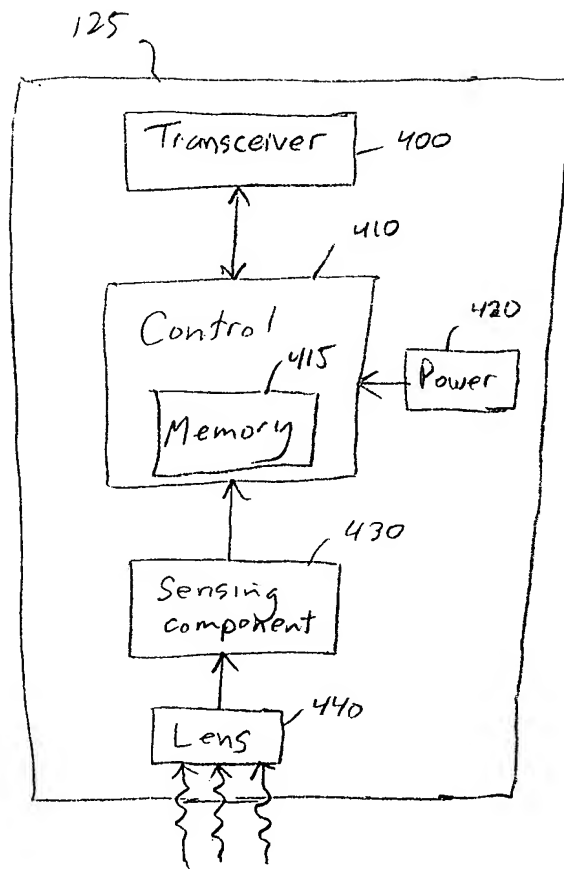 125
Transceiver
400
410
Control
420
415
Power
Memory
430
Sensing
component
440
Lens